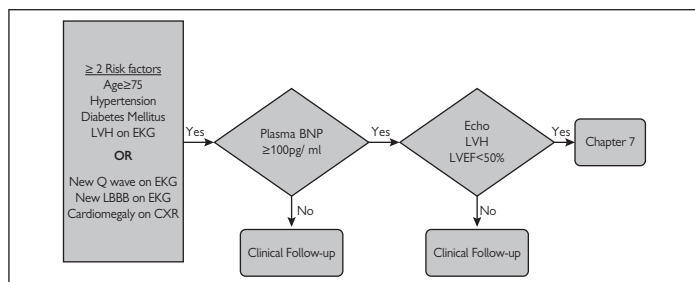 ≥ 2 Risk factors
Age≥75
Hypertension
Diabetes Mellitus
LVH on EKG
OR
New Q wave on EKG
New LBBB on EKG
Cardiomegaly on CXR
Yes
Plasma BNP
≥100pg/ ml
Yes
Echo
LVH
LVEF<50%
Yes
Chapter 7
No
No
Clinical Follow-up
Clinical Follow-up